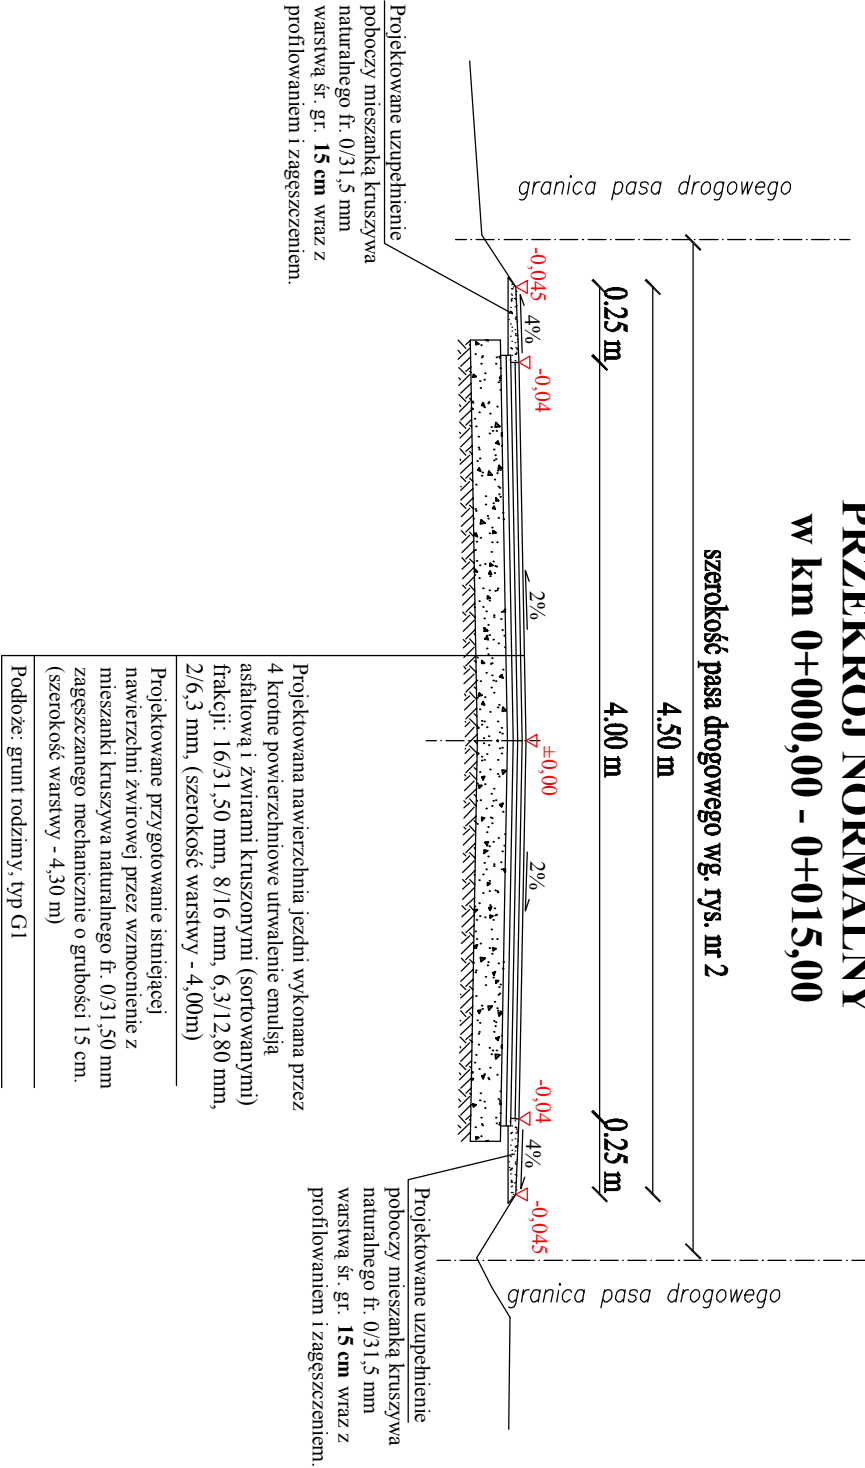 PRZEKRÓJ NORMALNY
w km 0+000,00 - 0+015,00
szerokość pasa drogowego wg. rys. nr 2
4.50 m
0.25 m
4.00 m
0.25 m
granica pasa drogowego
granica pasa drogowego
-0,045
-0,04
±0,00
-0,04
-0,045
4%
2%
2%
4%
Projektowane uzupełnienie
poboczy mieszanką kruszywa
naturalnego fr. 0/31,5 mm
warstwą śr. gr. 15 cm wraz z
profilowaniem i zagęszczeniem.
Projektowana nawierzchnia jezdni wykonana przez
4 krotne powierzchniowe utrwalenie emulsją
asfaltową i żwirami kruszonymi (sortowanymi)
frakcji: 16/31,50 mm, 8/16 mm, 6,3/12,80 mm,
2/6,3 mm, (szerokość warstwy - 4,00m)
Projektowane przygotowanie istniejącej
nawierzchni żwirowej przez wzmocnienie z
mieszanki kruszywa naturalnego fr. 0/31,50 mm
zagęszczanego mechanicznie o grubości 15 cm.
(szerokość warstwy - 4,30 m)
Podłoże: grunt rodzimy, typ G1
Projektowane uzupełnienie
poboczy mieszanką kruszywa
naturalnego fr. 0/31,5 mm
warstwą śr. gr. 15 cm wraz z
profilowaniem i zagęszczeniem.